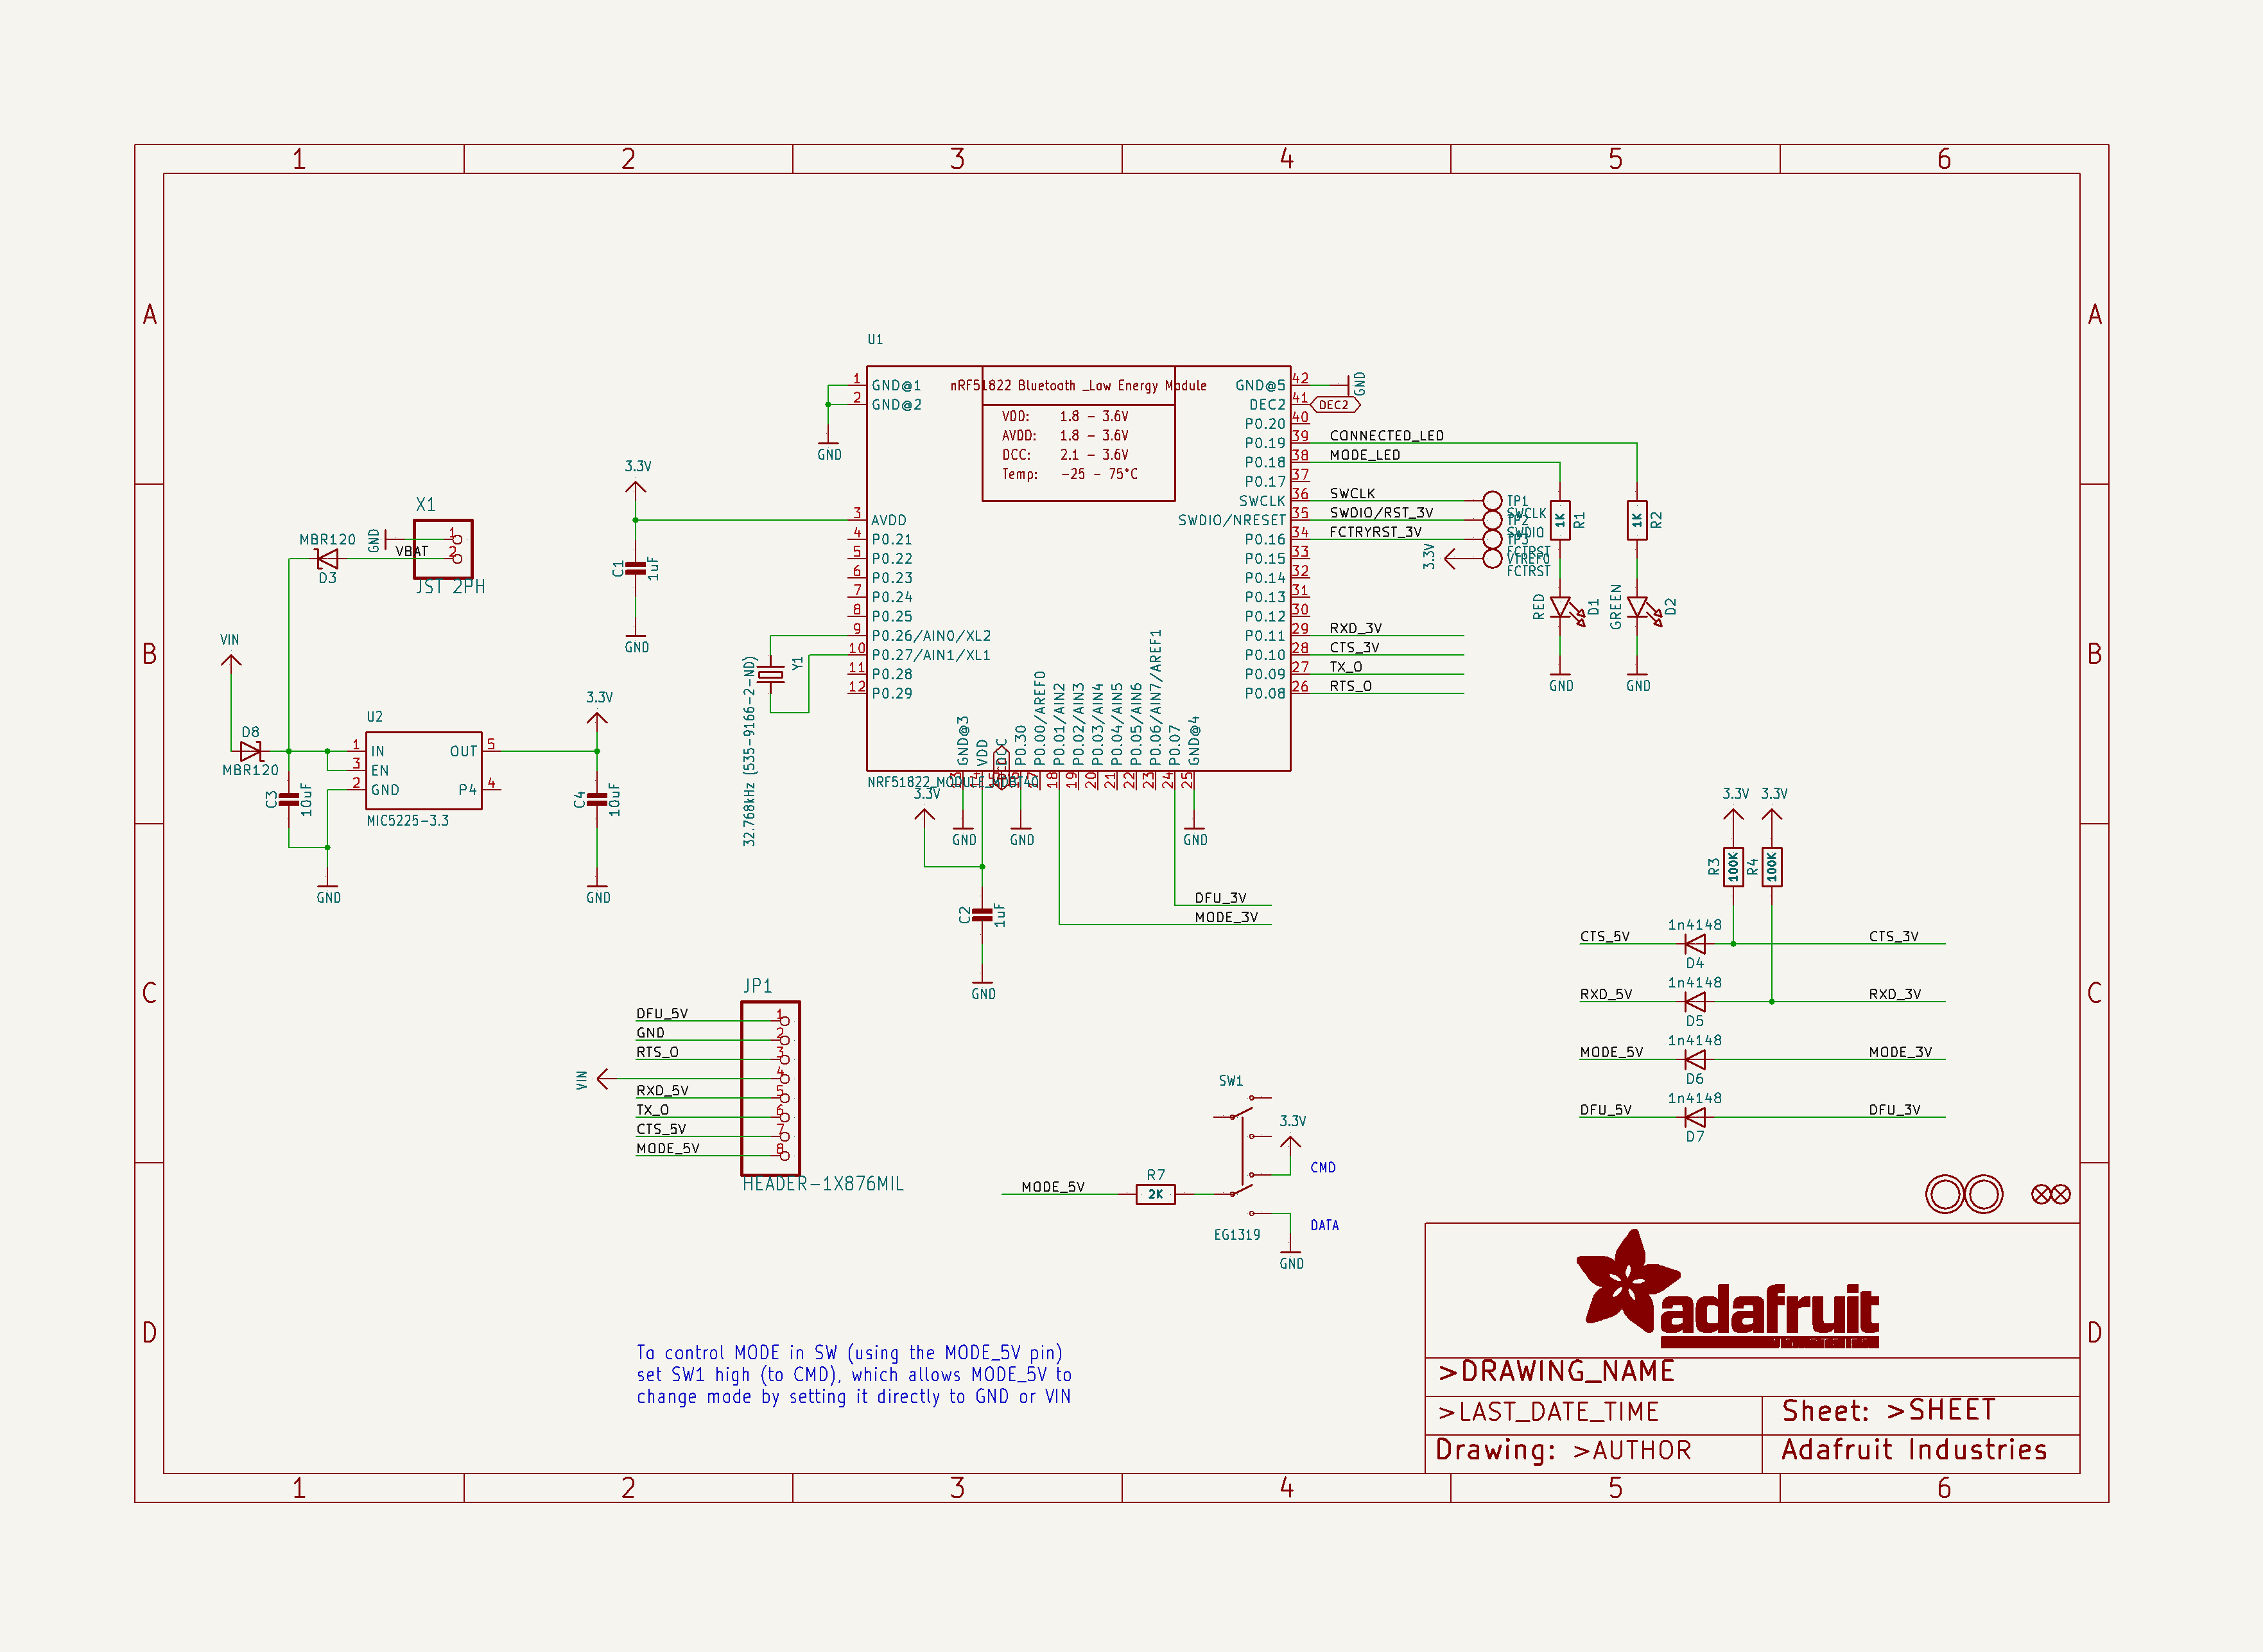 1 2 3 4 5 6
A
A
U1
nRF51822 Bluetooth _Low Energy Module
VDD: 1.8 - 3.6V
AVDD: 1.8 - 3.6V
DCC: 2.1 - 3.6V
Temp: -25 - 75°C
1 GND@1
2 GND@2
GND
3 AVDD
4 P0.21
5 P0.22
6 P0.23
7 P0.24
8 P0.25
9 P0.26/AIN0/XL2
10 P0.27/AIN1/XL1
11 P0.28
12 P0.29
GND@5 42 GND
DEC2 41 DEC2
P0.20 40
P0.19 39 CONNECTED_LED
P0.18 38 MODE_LED
P0.17 37
SWCLK 36 SWCLK
SWDIO/NRESET 35 SWDIO/RST_3V
P0.16 34 FCTRYRST_3V
P0.15 33
P0.14 32
P0.13 31
P0.12 30
P0.11 29 RXD_3V
P0.10 28 CTS_3V
P0.09 27 TX_O
P0.08 26 RTS_O
GND@3
VDD
P0.30
P0.00/AREF0
P0.01/AIN2
P0.02/AIN3
P0.03/AIN4
P0.04/AIN5
P0.05/AIN6
P0.06/AIN7/AREF1
P0.07
GND@4
18 19 20 21 22 23 24 25
3.3V
GND
GND
GND
C2
1uF
GND
DFU_3V
MODE_3V
TP1
SWCLK
TP2
SWDIO
TP3
FCTRST
VTREF0
FCTRST
3.3V
1K R1
1K R2
RED D1
GREEN D2
GND
GND
3.3V
C1
1uF
GND
Y1
32.768kHz (535-9166-2-ND)
X1
GND
1
VBAT
2
JST 2PH
MBR120
D3
B
B
VIN
D8
MBR120
U2
1 IN
3 EN
2 GND
OUT 5
P4 4
MIC5225-3.3
C3
10uF
GND
3.3V
C4
10uF
GND
3.3V 3.3V
R3 100K
R4 100K
CTS_5V 1n4148 D4 CTS_3V
RXD_5V 1n4148 D5 RXD_3V
MODE_5V 1n4148 D6 MODE_3V
DFU_5V 1n4148 D7 DFU_3V
C
C
JP1
DFU_5V 1
GND 2
RTS_O 3
VIN 4
RXD_5V 5
TX_O 6
CTS_5V 7
MODE_5V 8
HEADER-1X876MIL
SW1
3.3V
CMD
MODE_5V
R7
2K
DATA
EG1319
GND
D
D
To control MODE in SW (using the MODE_5V pin)
set SW1 high (to CMD), which allows MODE_5V to
change mode by setting it directly to GND or VIN
adafruit
>DRAWING_NAME
>LAST_DATE_TIME
Sheet: >SHEET
Drawing: >AUTHOR
Adafruit Industries
1 2 3 4 5 6